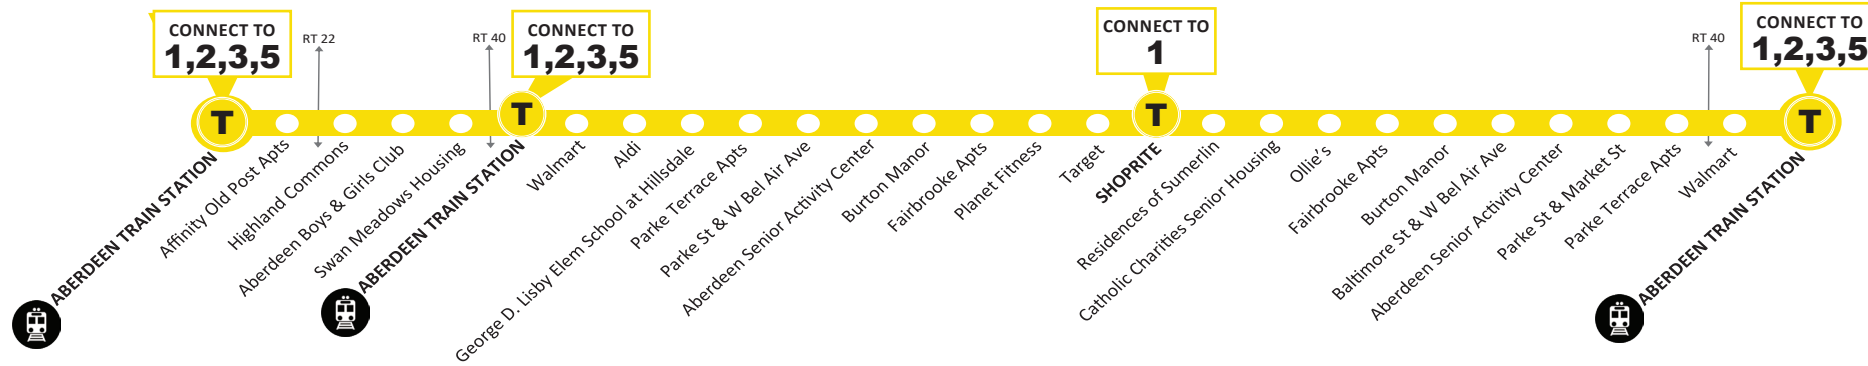 CONNECT TO
1,2,3,5
RT 22
RT 40
CONNECT TO
1,2,3,5
CONNECT TO
1
RT 40
CONNECT TO
1,2,3,5
T
T
T
T
ABERDEEN TRAIN STATION
Affinity Old Post Apts
Highland Commons
Aberdeen Boys & Girls Club
Swan Meadows Housing
ABERDEEN TRAIN STATION
Walmart
Aldi
George D. Lisby Elem School at Hillsdale
Parke Terrace Apts
Parke St & W Bel Air Ave
Aberdeen Senior Activity Center
Burton Manor
Fairbrooke Apts
Planet Fitness
Target
SHOPRITE
Residences of Sumerlin
Catholic Charities Senior Housing
Ollie's
Fairbrooke Apts
Burton Manor
Baltimore St & W Bel Air Ave
Aberdeen Senior Activity Center
Parke St & Market St
Parke Terrace Apts
Walmart
ABERDEEN TRAIN STATION